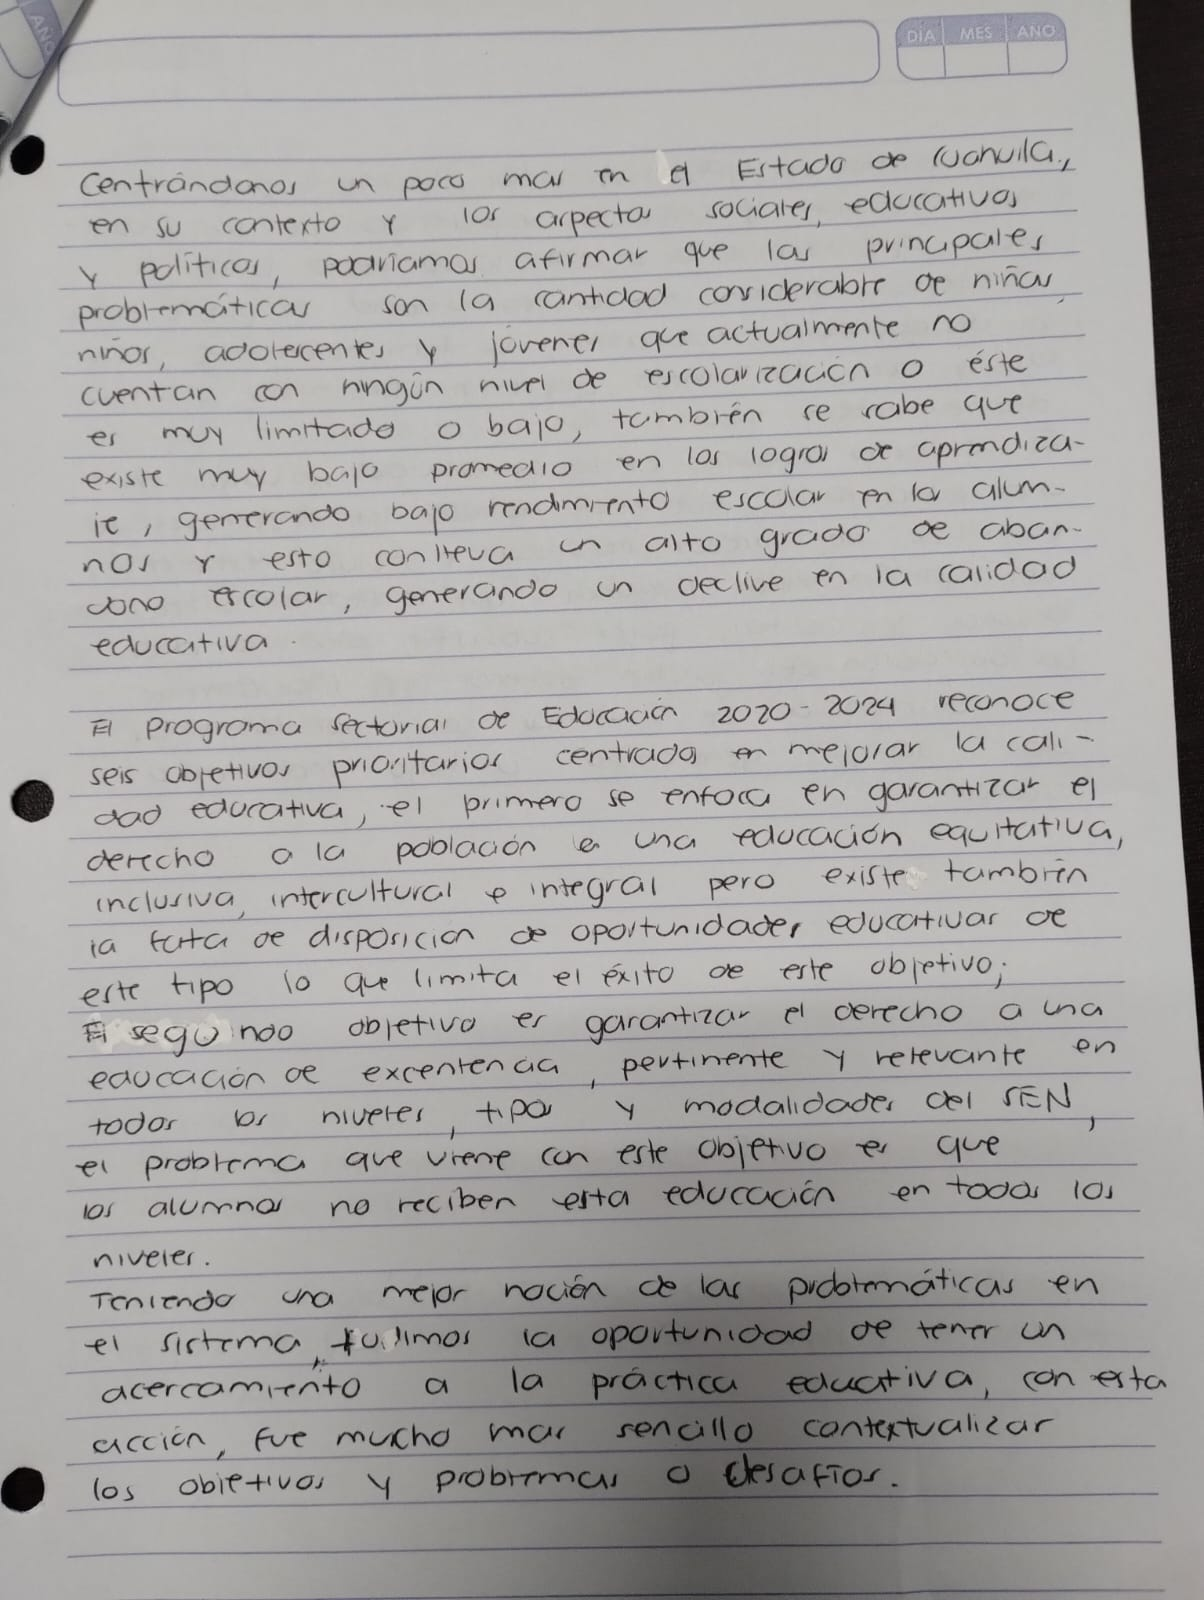 AÑO
DÍA MES AÑO
Centrándonos un poco mas en el Estado de Coahuila,
en su contexto y los aspectos sociales, educativos
y políticos, podríamos afirmar que las principales
problemáticas son la cantidad considerable de niñas,
niños, adolecentes y jóvenes que actualmente no
cuentan con ningún nivel de escolarización o éste
es muy limitado o bajo, también se sabe que
existe muy bajo promedio en los logros de aprendiza-
je, generando bajo rendimiento escolar en los alum-
nos y esto conlleva un alto grado de aban-
dono escolar, generando un declive en la calidad
educativa.
El programa sectorial de Educación 2020-2024 reconoce
seis objetivos prioritarios centrados en mejorar la cali-
dad educativa, el primero se enfoca en garantizar el
derecho a la población a una educación equitativa,
inclusiva, intercultural e integral pero existe también
la falta de disposición de oportunidades educativas de
este tipo lo que limita el éxito de este objetivo;
El segundo objetivo es garantizar el derecho a una
educación de excentencia, pertinente y relevante en
todos los niveles, tipos y modalidades del SEN,
el problema que viene con este objetivo es que
los alumnos no reciben esta educación en todos los
niveles.
Teniendo una mejor noción de las problemáticas en
el sistema, tuvimos la oportunidad de tener un
acercamiento a la práctica educativa, con esta
acción, fue mucho mas sencillo contextualizar
los objetivos y problemas o desafíos.